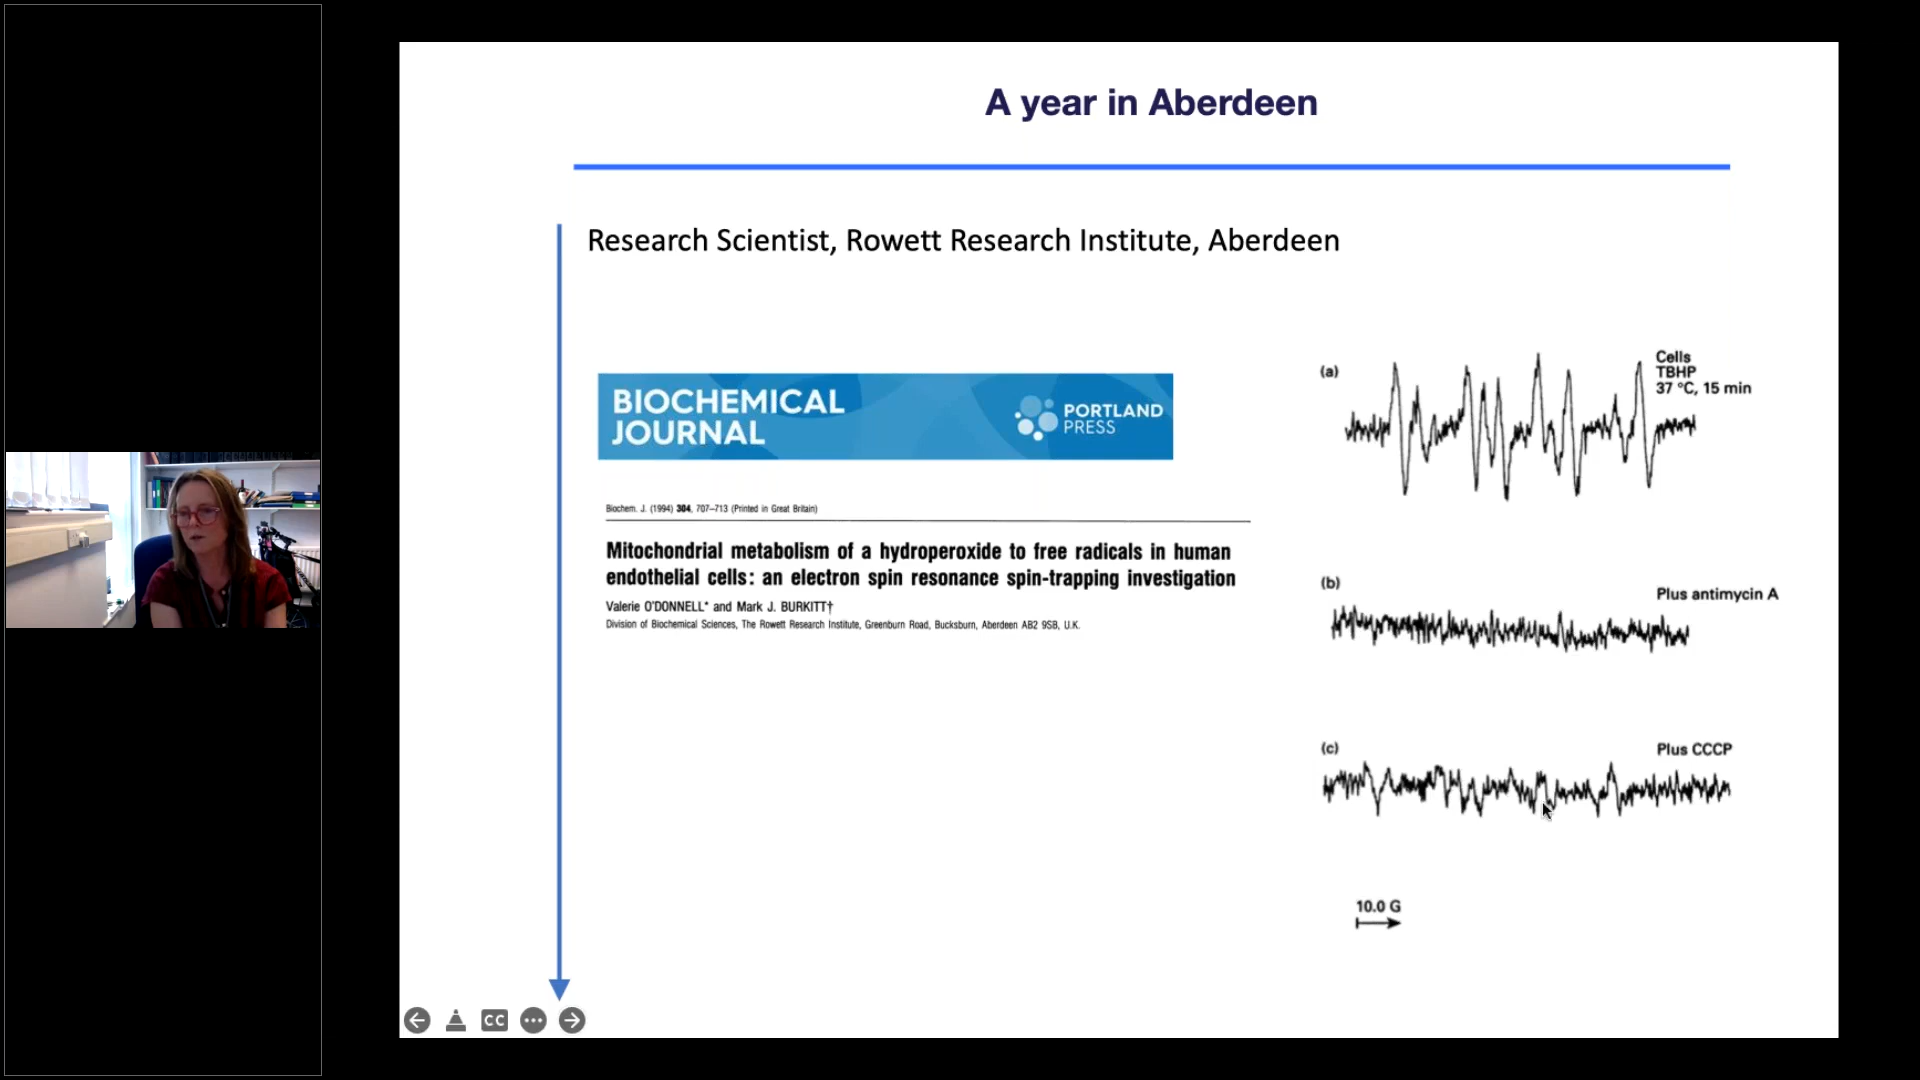 A year in Aberdeen
Research Scientist, Rowett Research Institute, Aberdeen
BIOCHEMICAL
JOURNAL
PORTLAND
PRESS
Biochem. J. (1994) 304, 707–713 (Printed in Great Britain)
Mitochondrial metabolism of a hydroperoxide to free radicals in human
endothelial cells: an electron spin resonance spin-trapping investigation
Valerie O'DONNELL* and Mark J. BURKITT†
Division of Biochemical Sciences, The Rowett Research Institute, Greenburn Road, Bucksburn, Aberdeen AB2 9SB, U.K.
(a)
Cells
TBHP
37 °C, 15 min
(b)
Plus antimycin A
(c)
Plus CCCP
10.0 G
CC